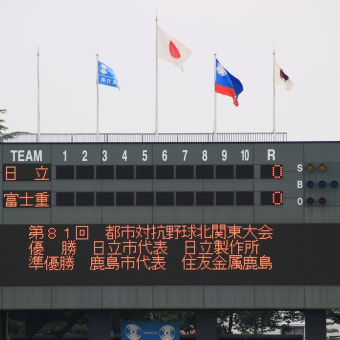 TEAM 1 2 3 4 5 6 7 8 9 10 R
日立 0 S
B
富士重 0 O
第81回 都市対抗野球北関東大会
優勝 日立市代表 日立製作所
準優勝 鹿島市代表 住友金属鹿島